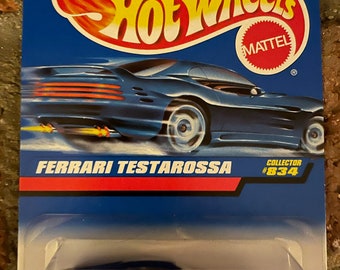 HOT WHEELS
MATTEL
®
FERRARI TESTAROSSA
COLLECTOR
#834